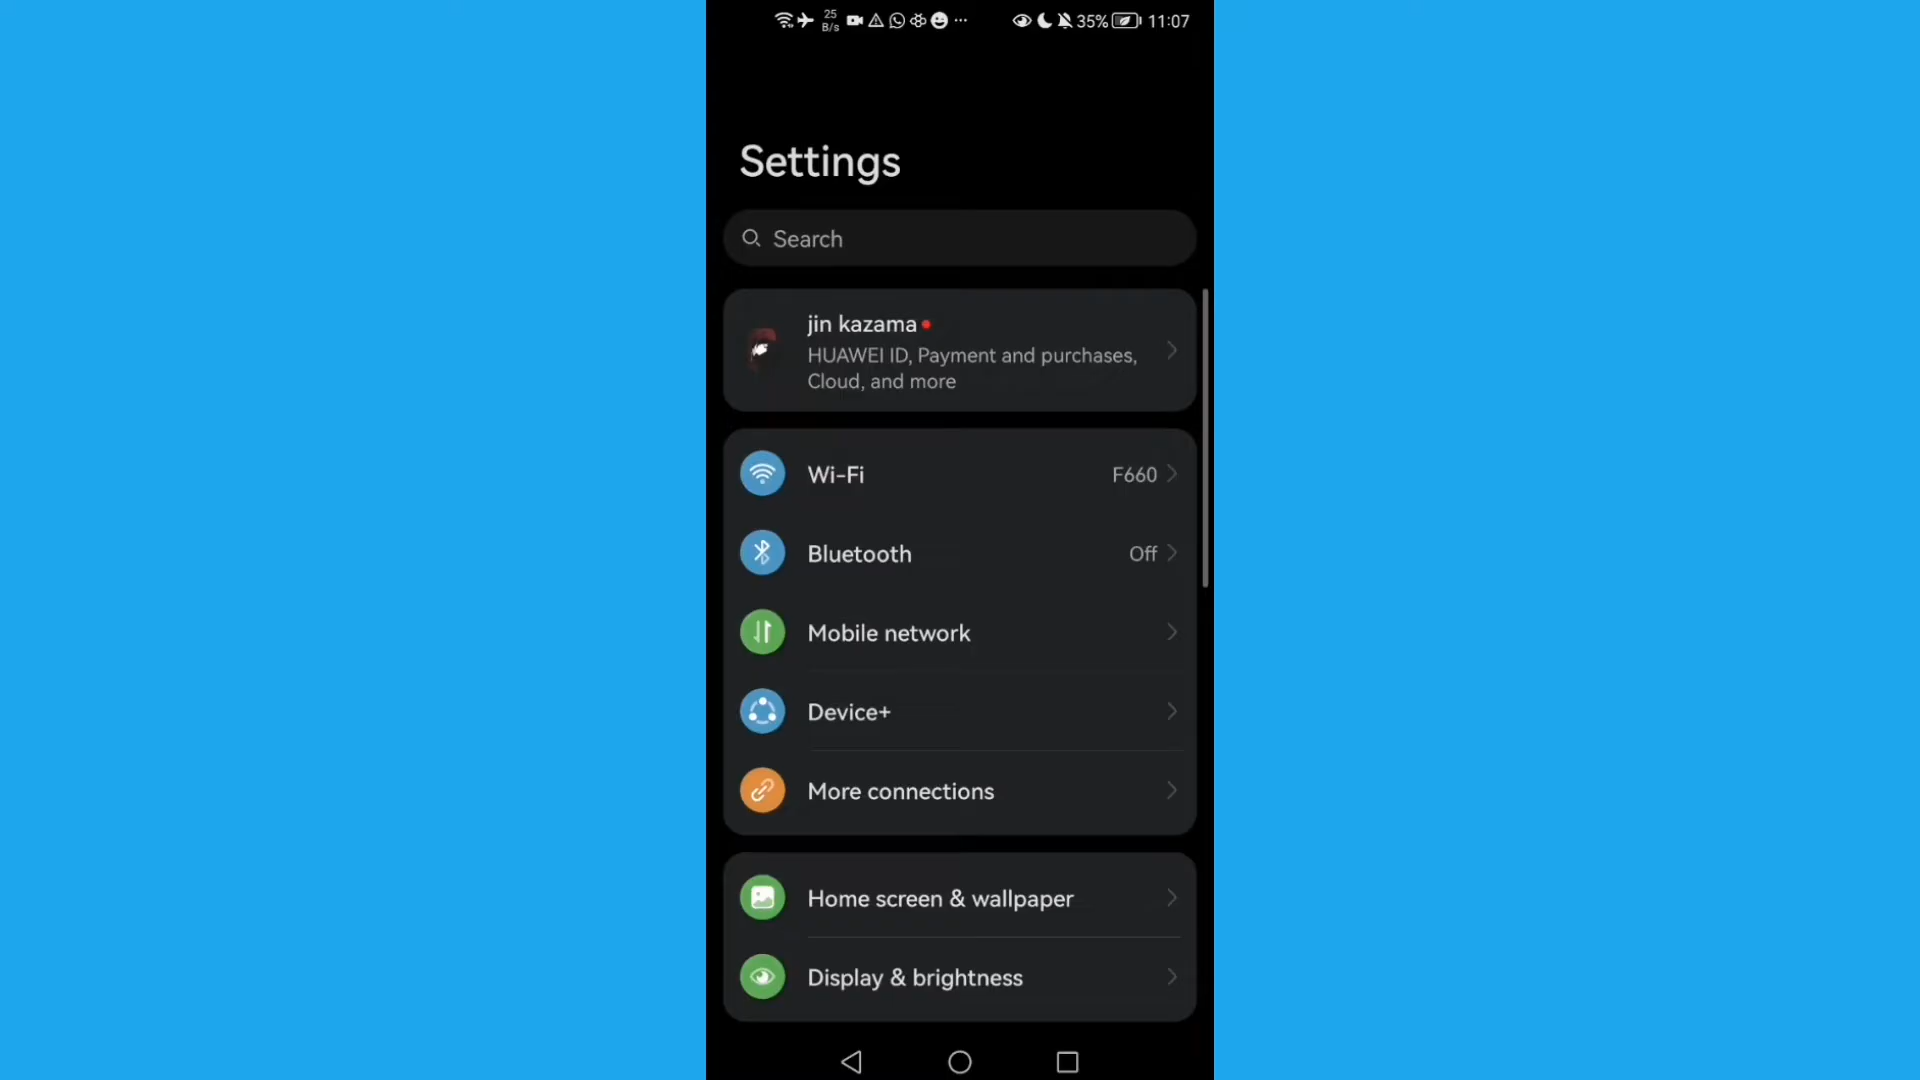 25
B/s
35%
11:07
Settings
Search
jin kazama
HUAWEI ID, Payment and purchases,
Cloud, and more
Wi-Fi
F660
Bluetooth
Off
Mobile network
Device+
More connections
Home screen & wallpaper
Display & brightness